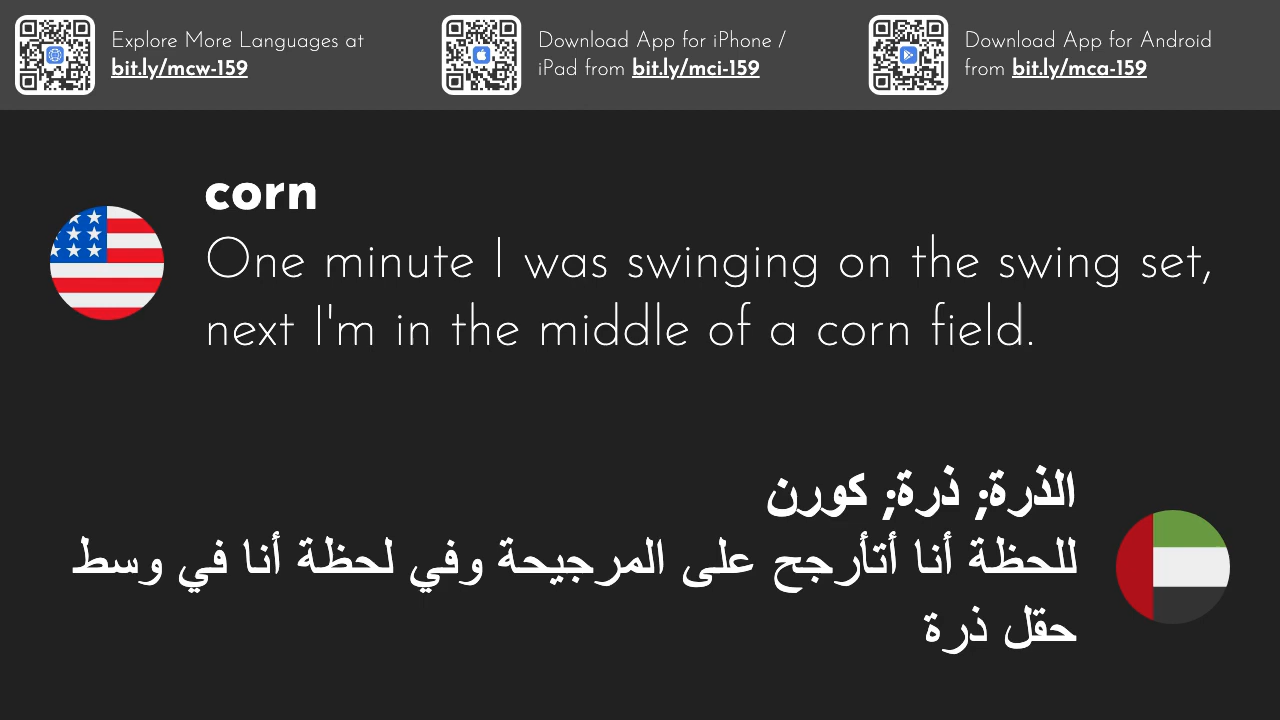 Explore More Languages at
bit.ly/mcw-159
Download App for iPhone /
iPad from bit.ly/mci-159
Download App for Android
from bit.ly/mca-159
corn
One minute I was swinging on the swing set,
next I'm in the middle of a corn field.
الذرة; ذرة; كورن
للحظة أنا أتأرجح على المرجيحة وفي لحظة أنا في وسط
حقل ذرة